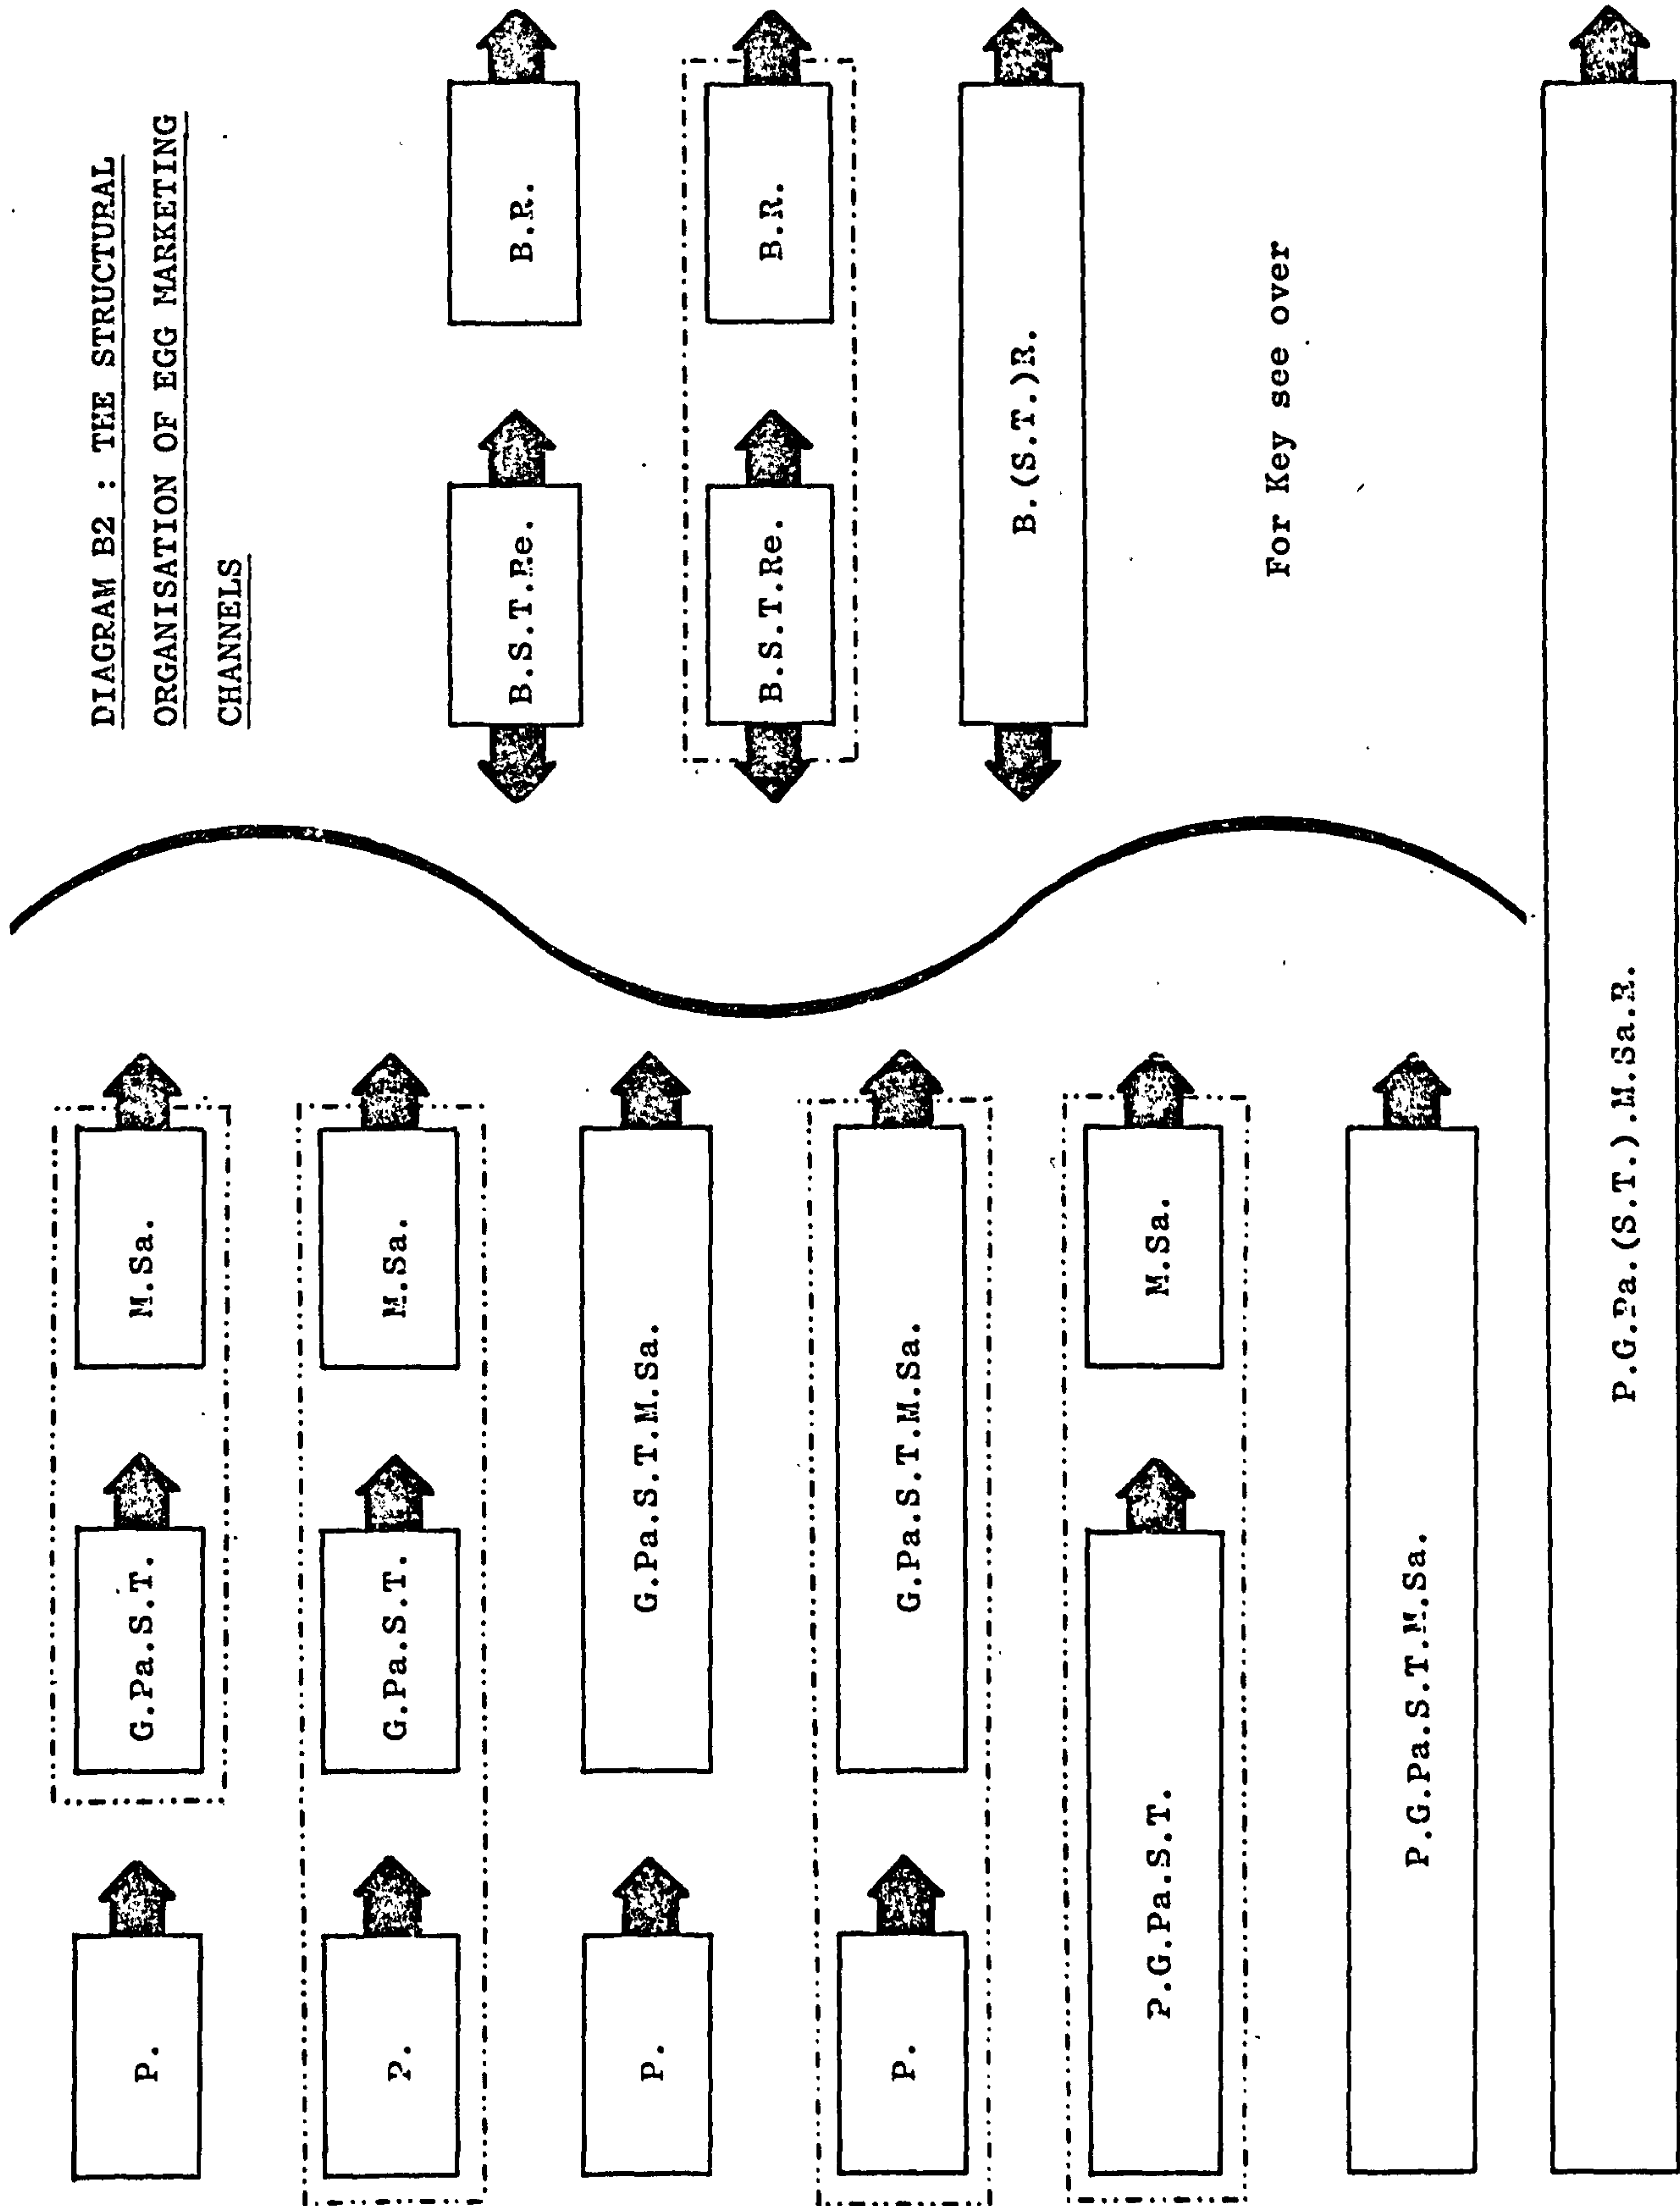 DIAGRAM B2 : THE STRUCTURAL
ORGANISATION OF EGG MARKETING
CHANNELS
P.
G.Pa.S.T.
M.Sa.
P.
G.Pa.S.T.
M.Sa.
B.S.T.Re.
B.R.
P.
G.Pa.S.T.M.Sa.
B.S.T.Re.
B.R.
P.
G.Pa.S.T.M.Sa.
B.(S.T.)R.
P.G.Pa.S.T.
M.Sa.
For Key see over
P.G.Pa.S.T.M.Sa.
P.G.Pa.(S.T.).M.Sa.R.